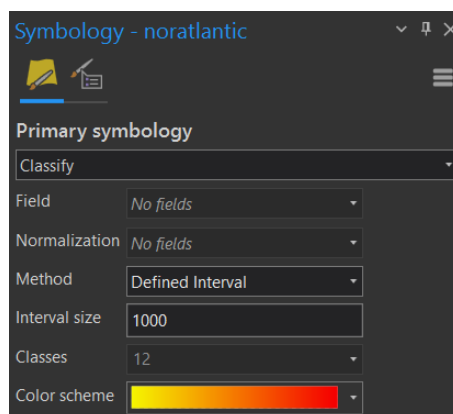 Symbology - noratlantic
Primary symbology
Classify
Field No fields
Normalization No fields
Method Defined Interval
Interval size 1000
Classes 12
Color scheme